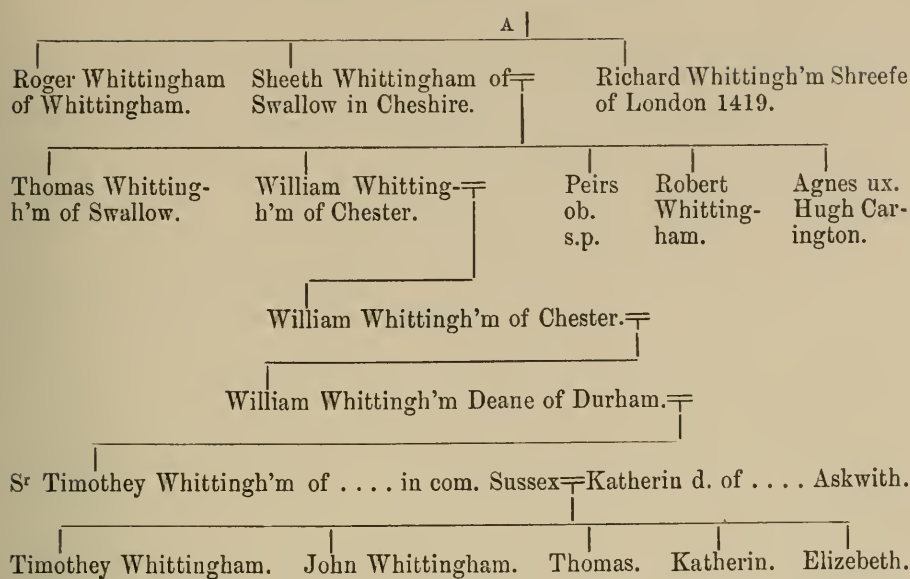 A
Roger Whittingham
of Whittingham.
Sheeth Whittingham of
Swallow in Cheshire.
Richard Whittingh'm Shreefe
of London 1419.
Thomas Whitting-
h'm of Swallow.
William Whitting-
h'm of Chester.
Peirs
ob.
s.p.
Robert
Whitting-
ham.
Agnes ux.
Hugh Car-
ington.
William Whittingh'm of Chester.
William Whittingh'm Deane of Durham.
Sr Timothey Whittingh'm of .... in com. Sussex Katherin d. of .... Askwith.
Timothey Whittingham. John Whittingham. Thomas. Katherin. Elizebeth.